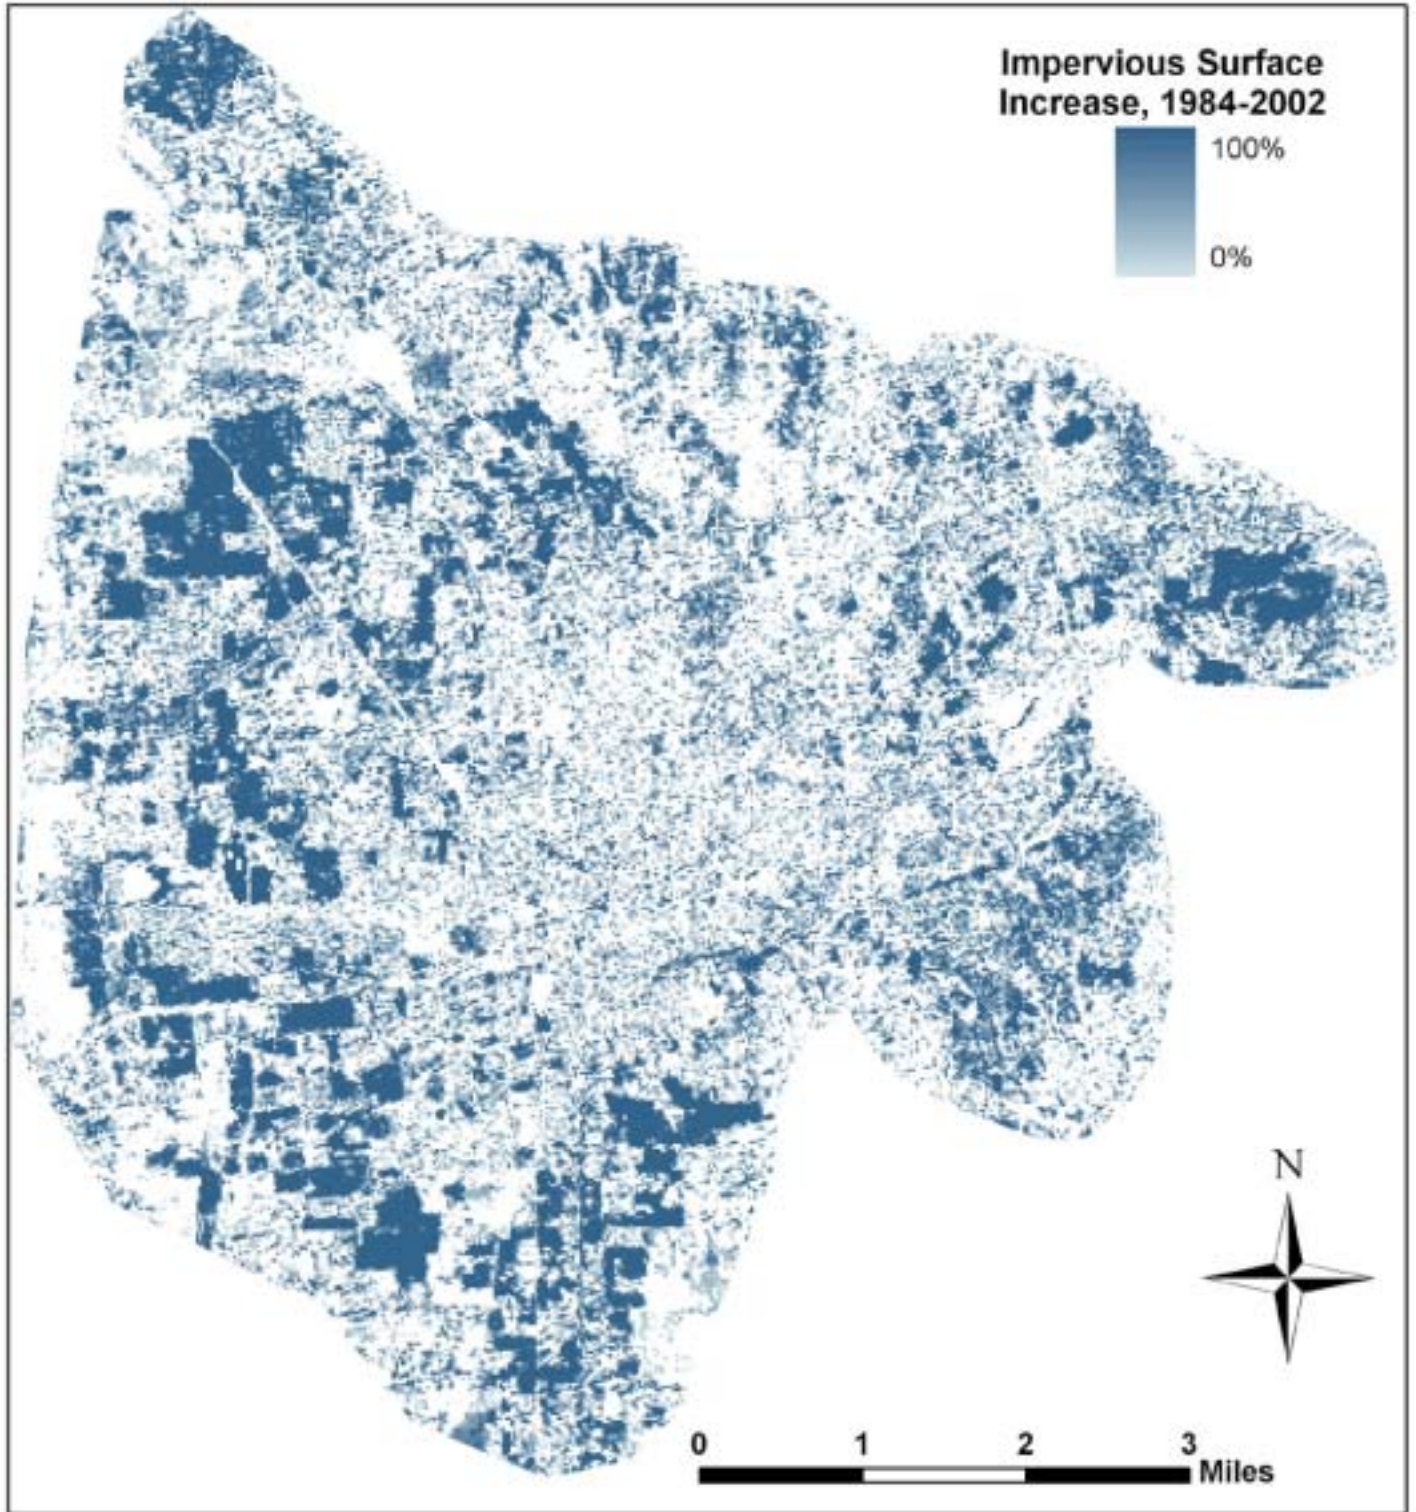 Impervious Surface
Increase, 1984-2002
100%
0%
N
0 1 2 3
Miles